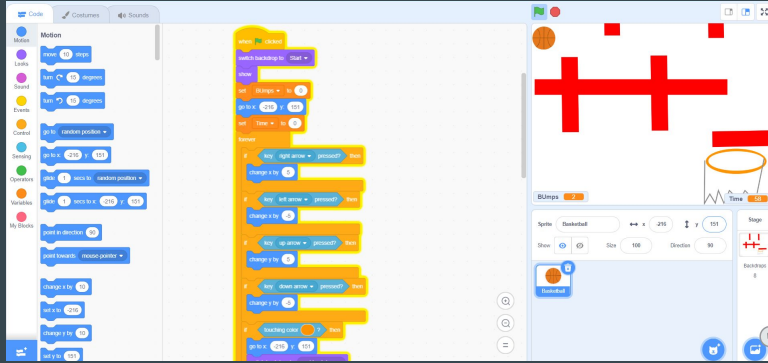 Code
Costumes
Sounds
Motion
Looks
Sound
Events
Control
Sensing
Operators
Variables
My Blocks
Motion
move 10 steps
turn 15 degrees
turn 15 degrees
go to random position
go to x: -216 y: 151
glide 1 secs to random position
glide 1 secs to x: -216 y: 151
point in direction 90
point towards mouse-pointer
change x by 10
set x to -216
change y by 10
set y to 151
when clicked
switch backdrop to Start
show
set BUmps to 0
go to x: -216 y: 151
set Time to 0
forever
if key right arrow pressed? then
change x by 5
if key left arrow pressed? then
change x by -5
if key up arrow pressed? then
change y by 5
if key down arrow pressed? then
change y by -5
if touching color ? then
go to x: -216 y: 151
BUmps
Time 58
Sprite Basketball x -216 y 151
Show Size 100 Direction 90
Basketball
Stage
Backdrops
6